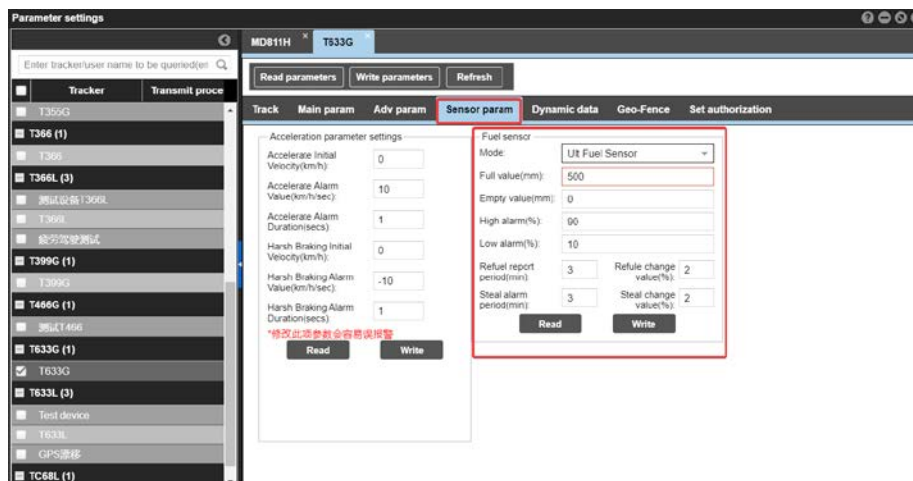 Parameter settings
MD811H
T633G
Enter tracker/user name to be queried(en
Tracker
Transmit proce
T355G
T366 (1)
T366
T366L (3)
测试设备T366L
T366L
疲劳驾驶测试
T399G (1)
T399G
T466G (1)
测试T466
T633G (1)
T633G
T633L (3)
Test device
T633L
GPS漂移
TC68L (1)
Read parameters
Write parameters
Refresh
Track
Main param
Adv param
Sensor param
Dynamic data
Geo-Fence
Set authorization
Acceleration parameter settings
Accelerate Initial
Velocity(km/h):
0
Accelerate Alarm
Value(km/h/sec):
10
Accelerate Alarm
Duration(secs)
1
Harsh Braking Initial
Velocity(km/h):
0
Harsh Braking Alarm
Value(km/h/sec):
-10
Harsh Braking Alarm
Duration(secs):
1
*修改此项参数会容易误报警
Read
Write
Fuel sensor
Mode:
Ult Fuel Sensor
Full value(mm):
500
Empty value(mm):
0
High alarm(%):
90
Low alarm(%):
10
Refuel report
period(min):
3
Refule change
value(%):
2
Steal alarm
period(min):
3
Steal change
value(%):
2
Read
Write